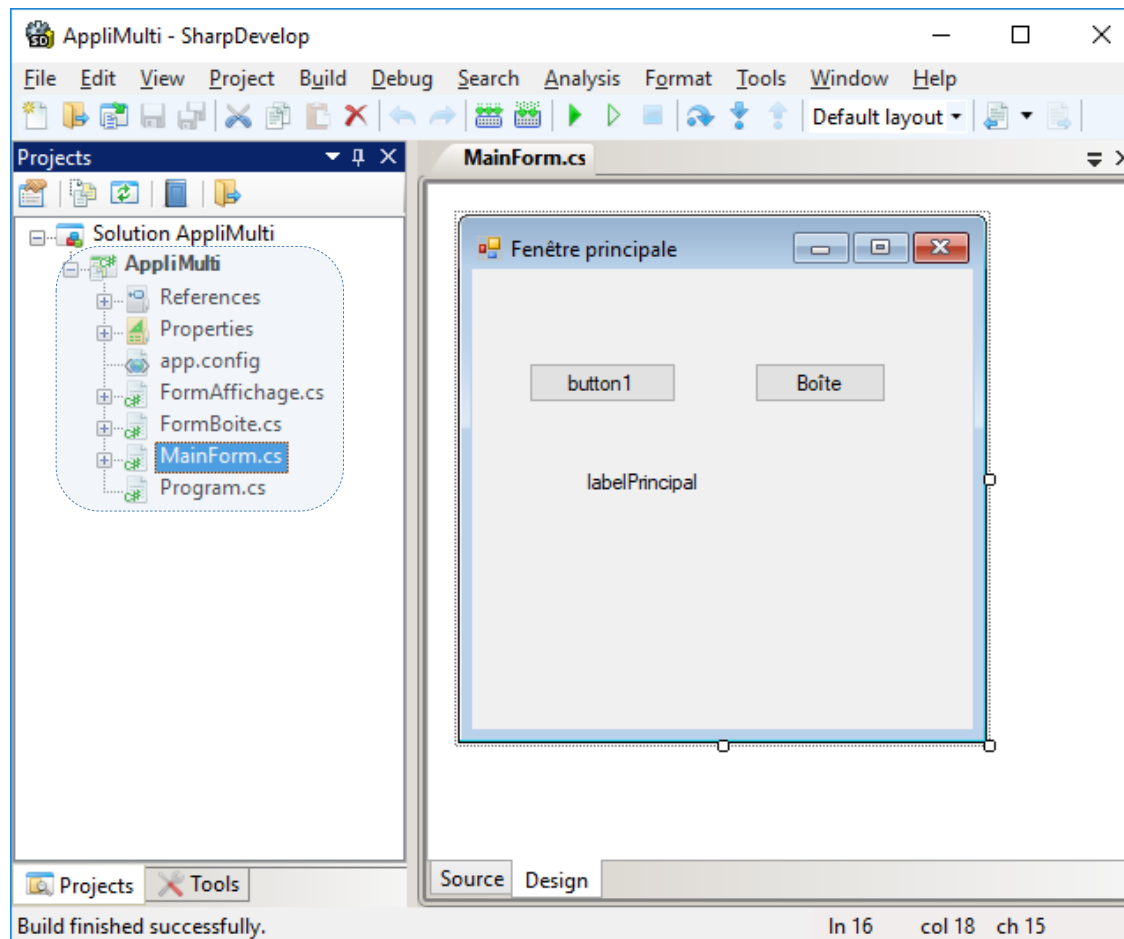 AppliMulti - SharpDevelop
File Edit View Project Build Debug Search Analysis Format Tools Window Help
Default layout
Projects
MainForm.cs
Solution AppliMulti
AppliMulti
References
Properties
app.config
FormAffichage.cs
FormBoite.cs
MainForm.cs
Program.cs
Fenêtre principale
button1 Boîte
labelPrincipal
Projects Tools
Source Design
Build finished successfully. ln 16 col 18 ch 15